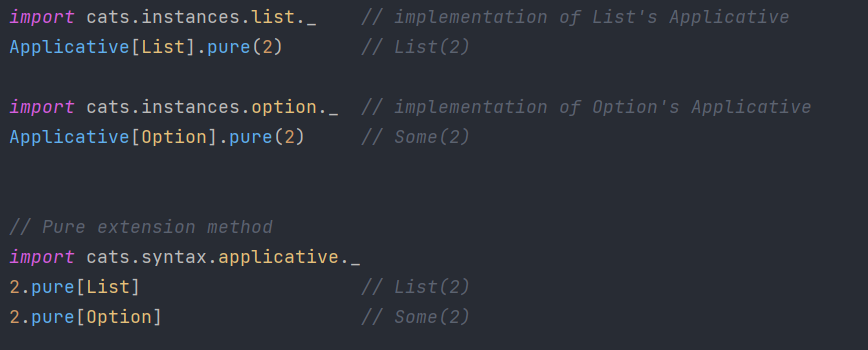 import cats.instances.list._    // implementation of List's Applicative
Applicative[List].pure(2)       // List(2)
import cats.instances.option._  // implementation of Option's Applicative
Applicative[Option].pure(2)     // Some(2)
// Pure extension method
import cats.syntax.applicative._
2.pure[List]                    // List(2)
2.pure[Option]                  // Some(2)